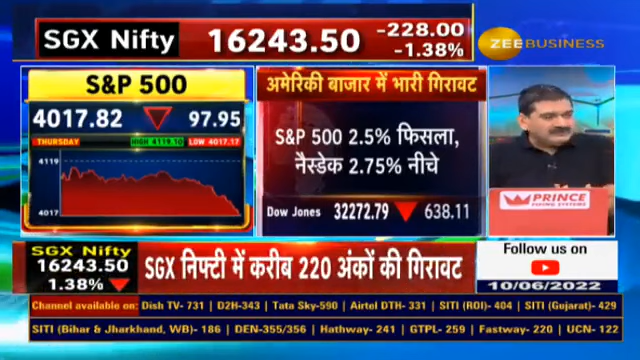 SGX Nifty
16243.50
-228.00
-1.38%
ZEE BUSINESS
S&P 500
4017.82 97.95
THURSDAY HIGH 4119.10 LOW 4017.17
4119
4017
अमेरिकी बाजार में भारी गिरावट
S&P 500 2.5% फिसला,
नैस्डेक 2.75% नीचे
Dow Jones 32272.79 638.11
PRINCE
PIPING SYSTEMS
SGX Nifty
16243.50
1.38%
SGX निफ्टी में करीब 220 अंकों की गिरावट
Follow us on
10/06/2022
Channel available on: Dish TV- 731 | D2H-343 | Tata Sky-590 | Airtel DTH- 331 | SITI (ROI)- 404 | SITI (Gujarat)- 429
SITI (Bihar & Jharkhand, WB)- 186 | DEN-355/356 | Hathway- 241 | GTPL- 259 | Fastway- 220 | UCN- 122